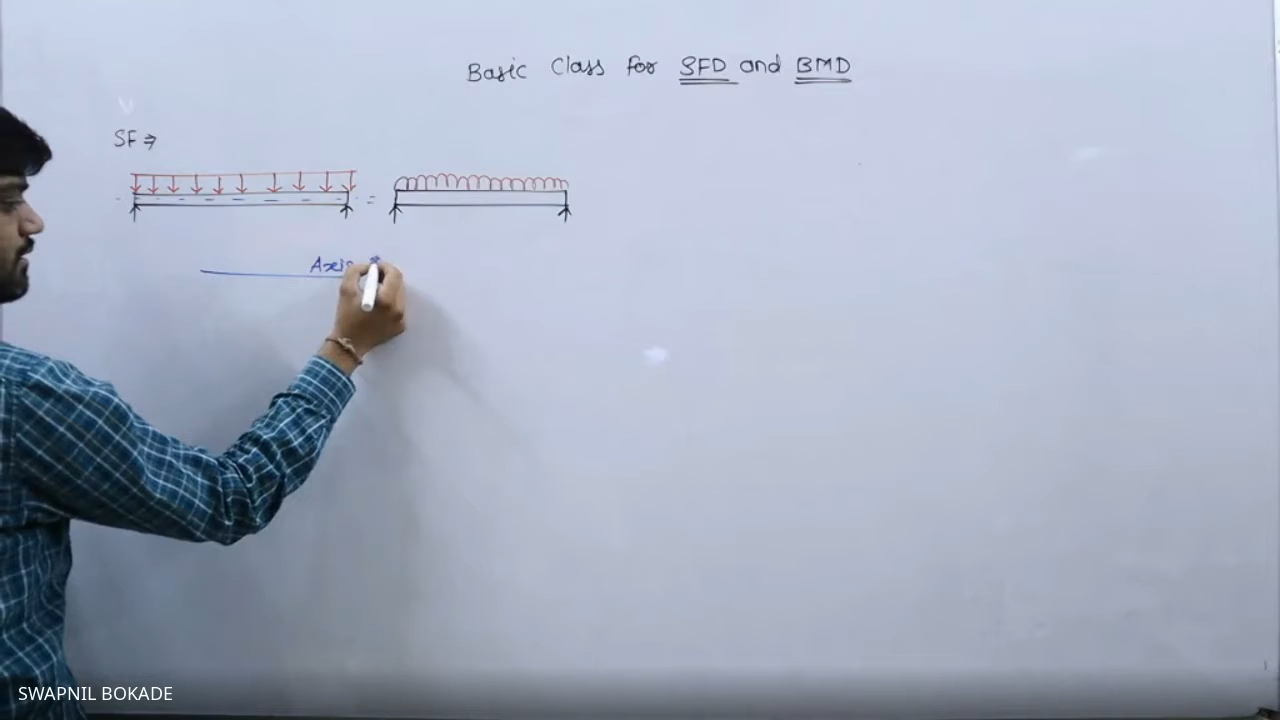 Basic Class for SFD and BMD
SF ⇒
=
Axis
SWAPNIL BOKADE